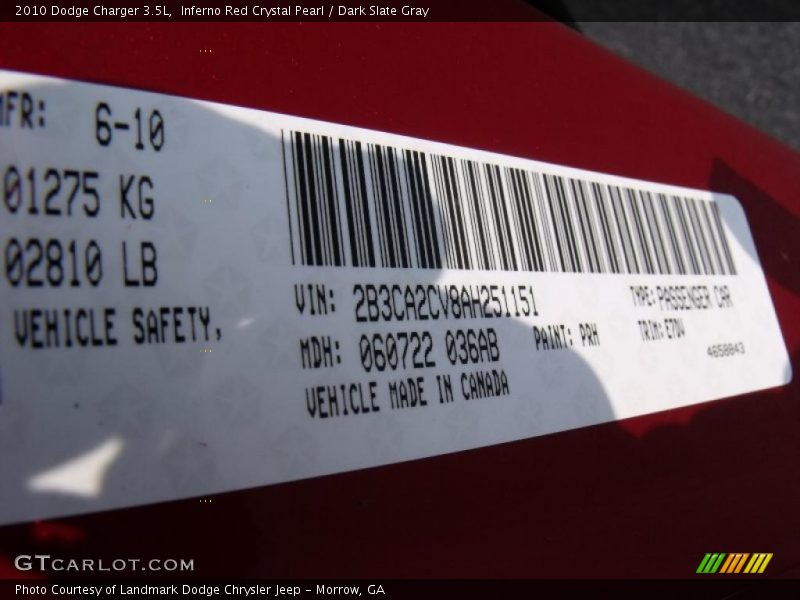 2010 Dodge Charger 3.5L,  Inferno Red Crystal Pearl / Dark Slate Gray
MFR: 6-10
01275 KG
02810 LB
VEHICLE SAFETY,
VIN: 2B3CA2CV8AH251151
TYPE: PASSENGER CAR
MDH: 060722 036AB
PAINT: PRH
TRIM: E7DV
VEHICLE MADE IN CANADA
4658043
GTCARLOT.COM
Photo Courtesy of Landmark Dodge Chrysler Jeep - Morrow, GA